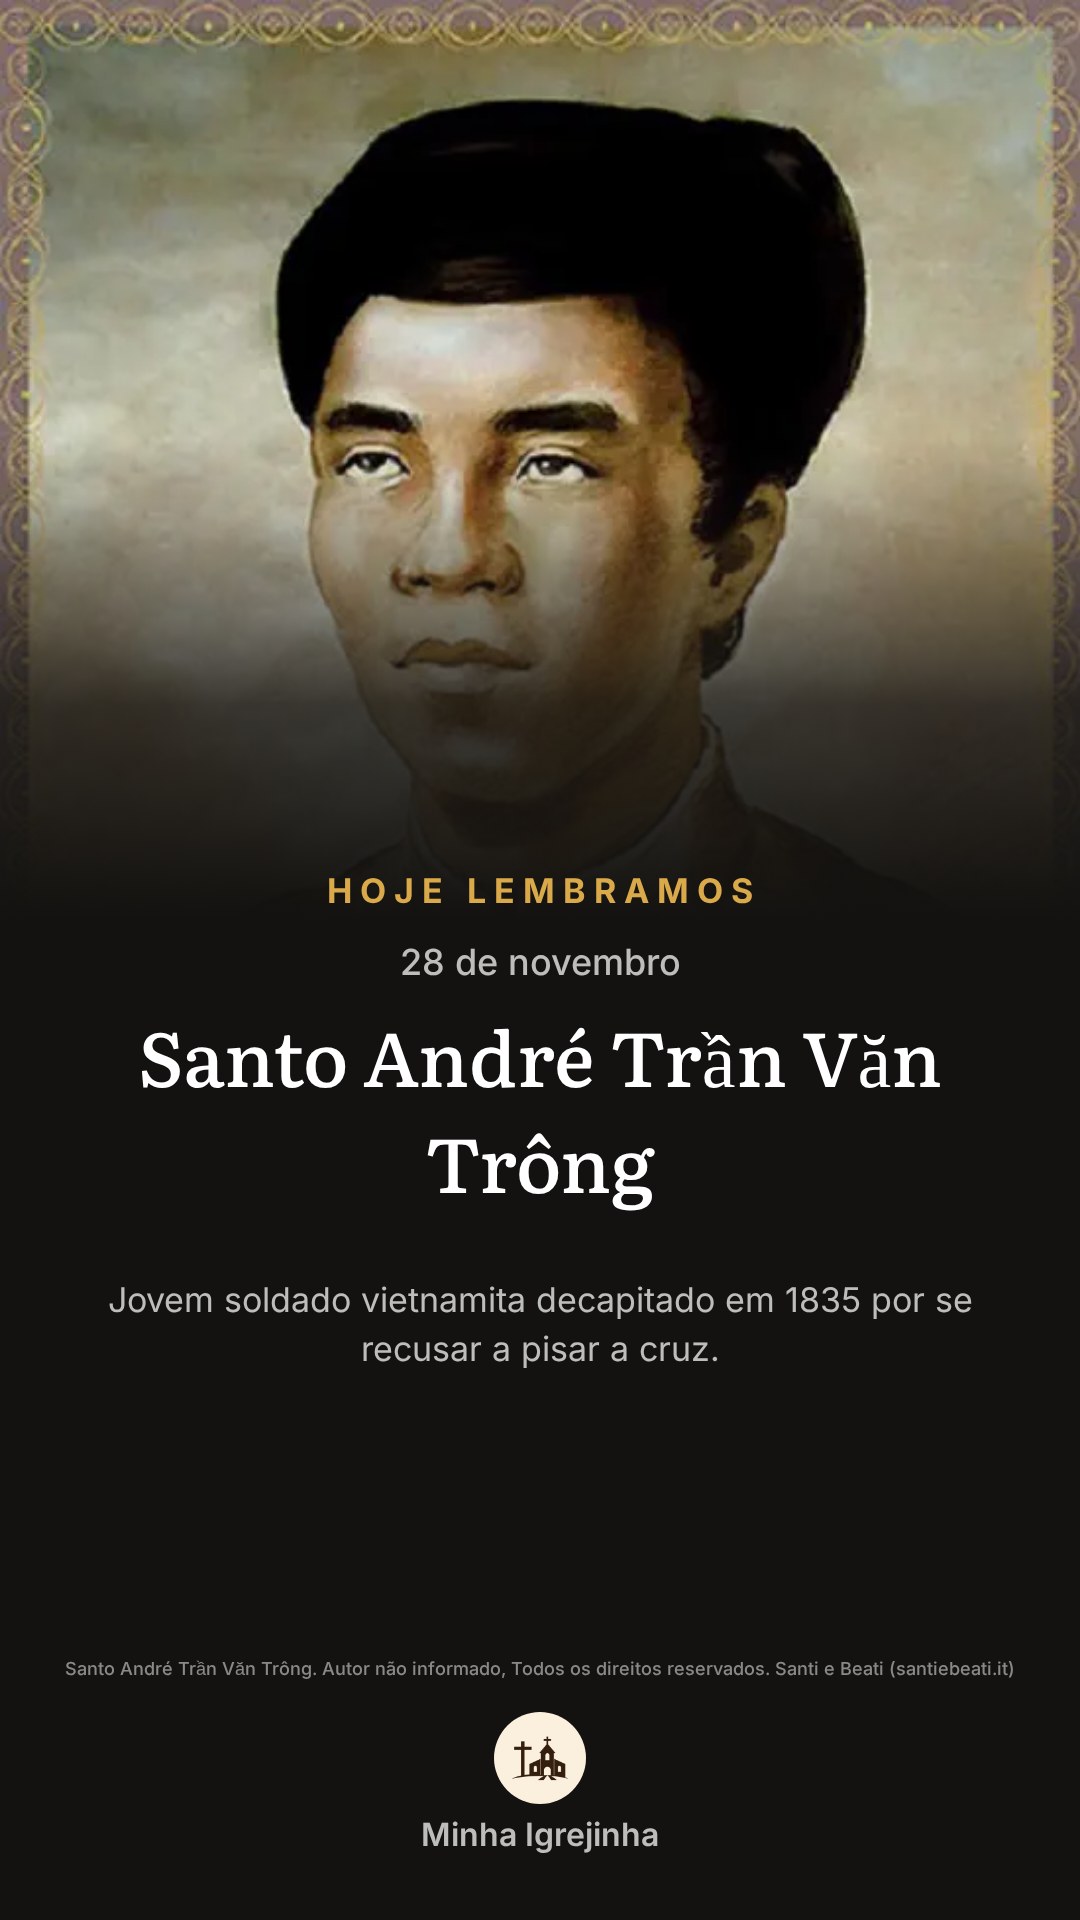 HOJE LEMBRAMOS
28 de novembro
Santo André Trần Văn
Trông
Jovem soldado vietnamita decapitado em 1835 por se
recusar a pisar a cruz.
Santo André Trần Văn Trông. Autor não informado, Todos os direitos reservados. Santi e Beati (santiebeati.it)
Minha Igrejinha